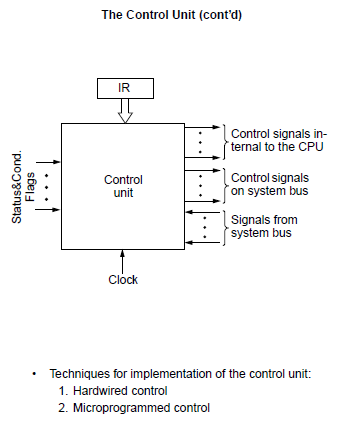 The Control Unit (cont'd)
IR
Status&Cond.
Flags
Control
unit
Control signals in-
ternal to the CPU
Control signals
on system bus
Signals from
system bus
Clock
• Techniques for implementation of the control unit:
1. Hardwired control
2. Microprogrammed control